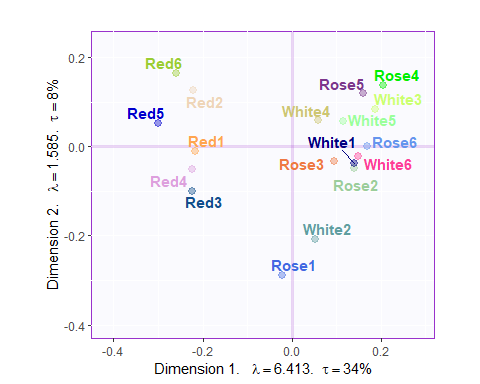 0.2
0.0
-0.2
-0.4
-0.4
-0.2
0.0
0.2
Dimension 2. λ = 1.585. τ = 8%
Dimension 1. λ = 6.413. τ = 34%
Red6
Rose4
Rose5
Red2
White3
Red5
White4
White5
Red1
White1
Rose6
Rose3
White6
Red4
Rose2
Red3
White2
Rose1